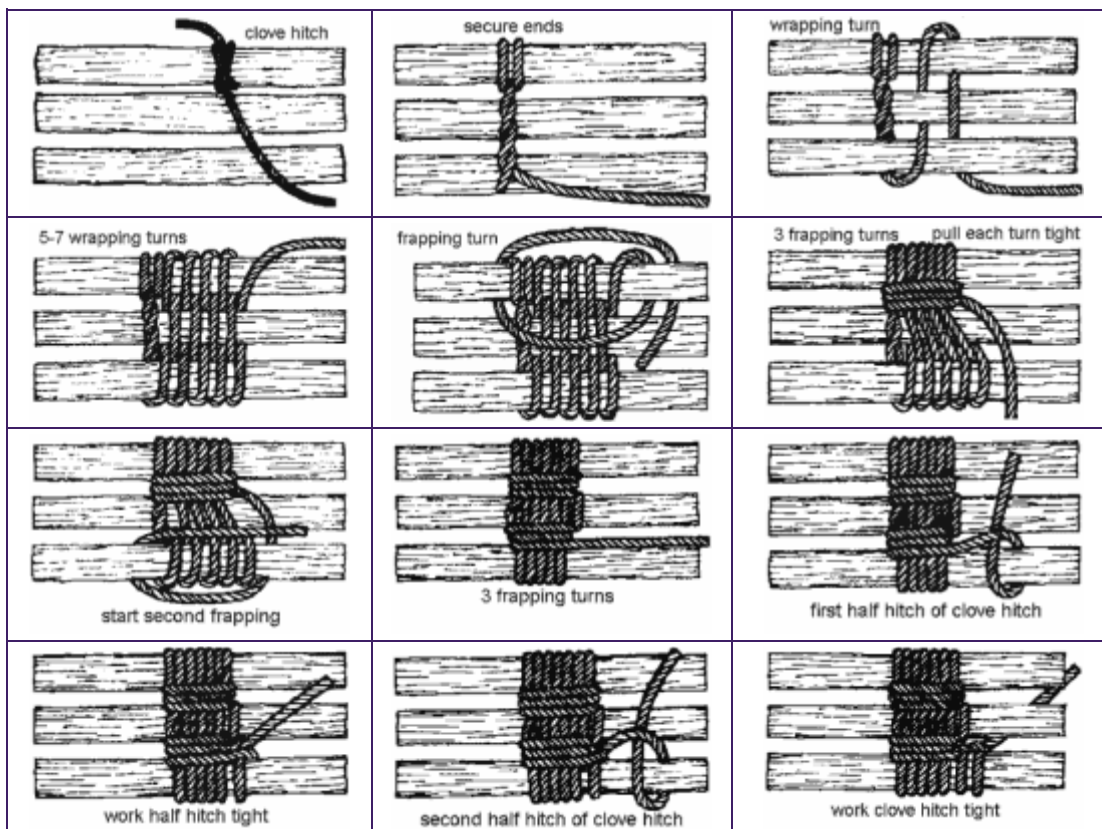 clove hitch
secure ends
wrapping turn
5-7 wrapping turns
frapping turn
3 frapping turns pull each turn tight
start second frapping
3 frapping turns
first half hitch of clove hitch
work half hitch tight
second half hitch of clove hitch
work clove hitch tight